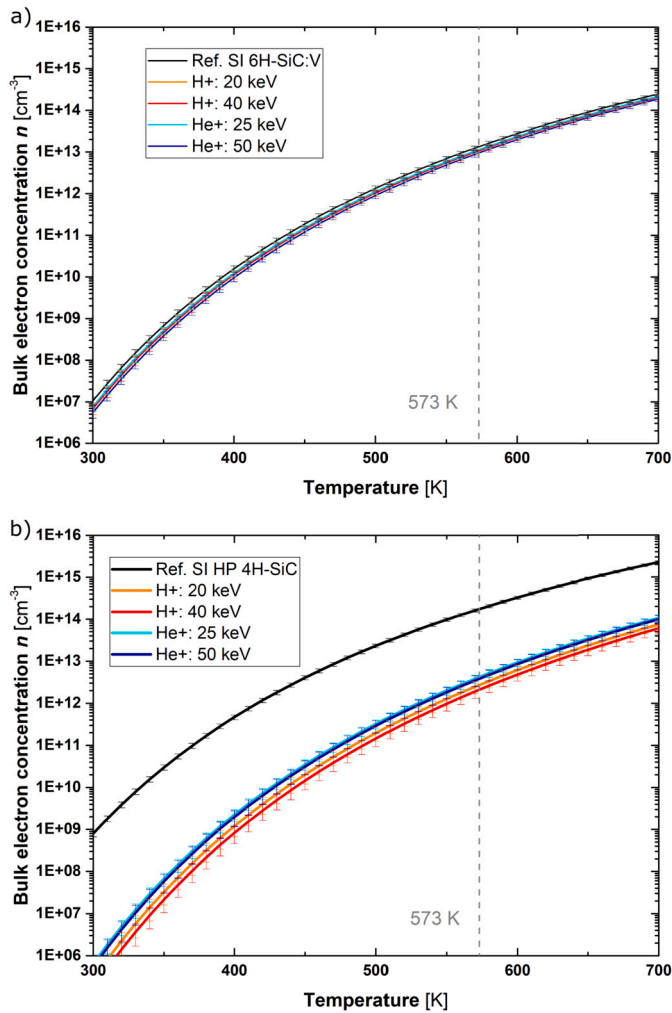 a)
1E+16
1E+15
1E+14
1E+13
1E+12
1E+11
1E+10
1E+09
1E+08
1E+07
1E+06
Bulk electron concentration n [cm-3]
Ref. SI 6H-SiC:V
H+: 20 keV
H+: 40 keV
He+: 25 keV
He+: 50 keV
573 K
300 400 500 600 700
Temperature [K]
b)
1E+16
1E+15
1E+14
1E+13
1E+12
1E+11
1E+10
1E+09
1E+08
1E+07
1E+06
Bulk electron concentration n [cm-3]
Ref. SI HP 4H-SiC
H+: 20 keV
H+: 40 keV
He+: 25 keV
He+: 50 keV
573 K
300 400 500 600 700
Temperature [K]